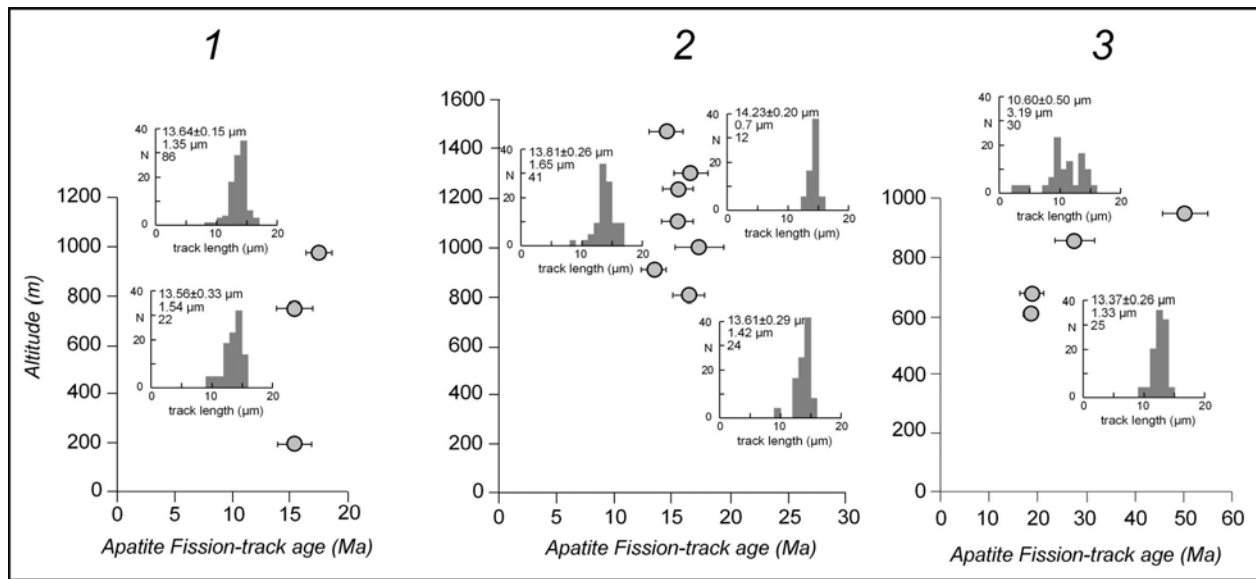 1
2
3
13.64±0.15 µm
1.35 µm
86
40
N
20
0
0
10
20
track length (µm)
13.56±0.33 µm
1.54 µm
22
40
N
20
0
0
10
20
track length (µm)
1200
1000
800
600
400
200
0
Altitude (m)
0 5 10 15 20
Apatite Fission-track age (Ma)
13.81±0.26 µm
1.65 µm
41
40
N
20
0
0
10
20
track length (µm)
14.23±0.20 µm
0.7 µm
12
40
N
20
0
0
10
20
track length (µm)
13.61±0.29 µm
1.42 µm
24
40
N
20
0
0
10
20
track length (µm)
1600
1400
1200
1000
800
600
400
200
0
0 5 10 15 20 25 30
Apatite Fission-track age (Ma)
10.60±0.50 µm
3.19 µm
30
40
N
20
0
0
10
20
track length (µm)
13.37±0.26 µm
1.33 µm
25
40
N
20
0
0
10
20
track length (µm)
1000
800
600
400
200
0
0 10 20 30 40 50 60
Apatite Fission-track age (Ma)